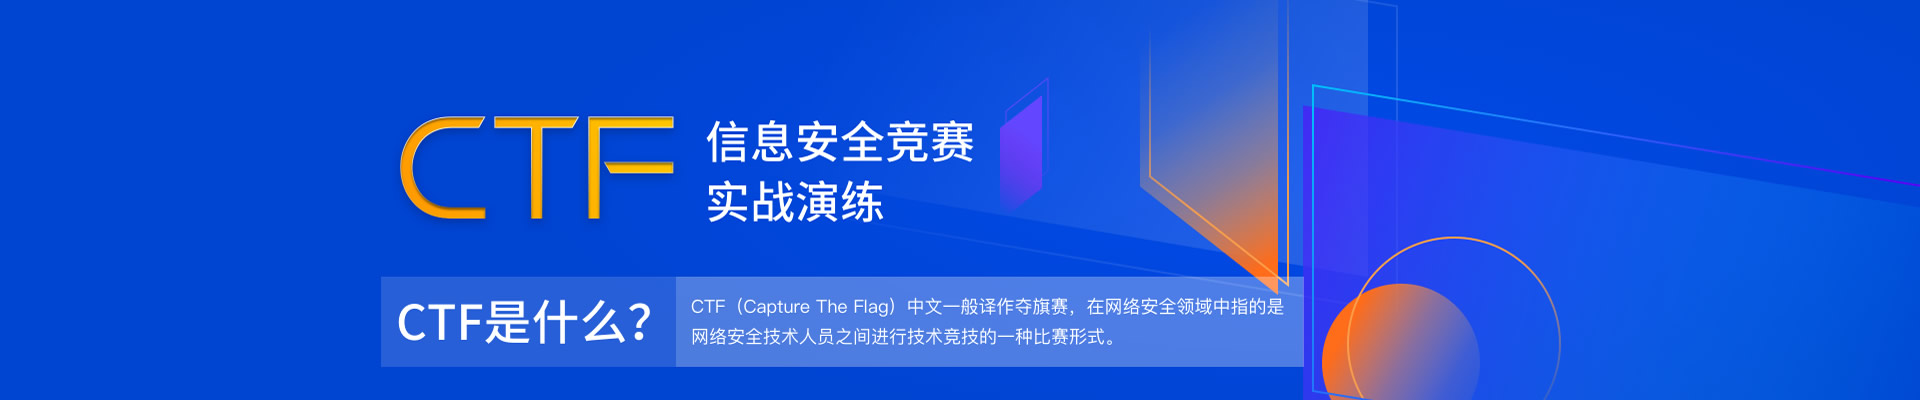 CTF
信息安全竞赛
实战演练
CTF是什么?
CTF（Capture The Flag）中文一般译作夺旗赛，在网络安全领域中指的是
网络安全技术人员之间进行技术竞技的一种比赛形式。